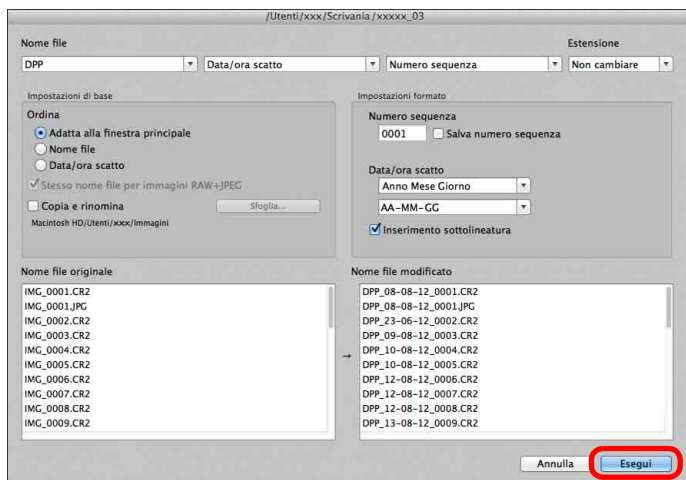 /Utenti/xxx/Scrivania/xxxxx_03
Nome file
Estensione
DPP
Data/ora scatto
Numero sequenza
Non cambiare
Impostazioni di base
Ordina
Adatta alla finestra principale
Nome file
Data/ora scatto
Stesso nome file per immagini RAW+JPEG
Copia e rinomina
Sfoglia...
Macintosh HD/Utenti/xxx/Immagini
Impostazioni formato
Numero sequenza
0001
Salva numero sequenza
Data/ora scatto
Anno Mese Giorno
AA-MM-GG
Inserimento sottolineatura
Nome file originale
IMG_0001.CR2
IMG_0001.JPG
IMG_0002.CR2
IMG_0003.CR2
IMG_0004.CR2
IMG_0005.CR2
IMG_0006.CR2
IMG_0007.CR2
IMG_0008.CR2
IMG_0009.CR2
→
Nome file modificato
DPP_08-08-12_0001.CR2
DPP_08-08-12_0001.JPG
DPP_23-06-12_0002.CR2
DPP_09-08-12_0003.CR2
DPP_10-08-12_0004.CR2
DPP_10-08-12_0005.CR2
DPP_12-08-12_0006.CR2
DPP_12-08-12_0007.CR2
DPP_12-08-12_0008.CR2
DPP_13-08-12_0009.CR2
Annulla
Esegui